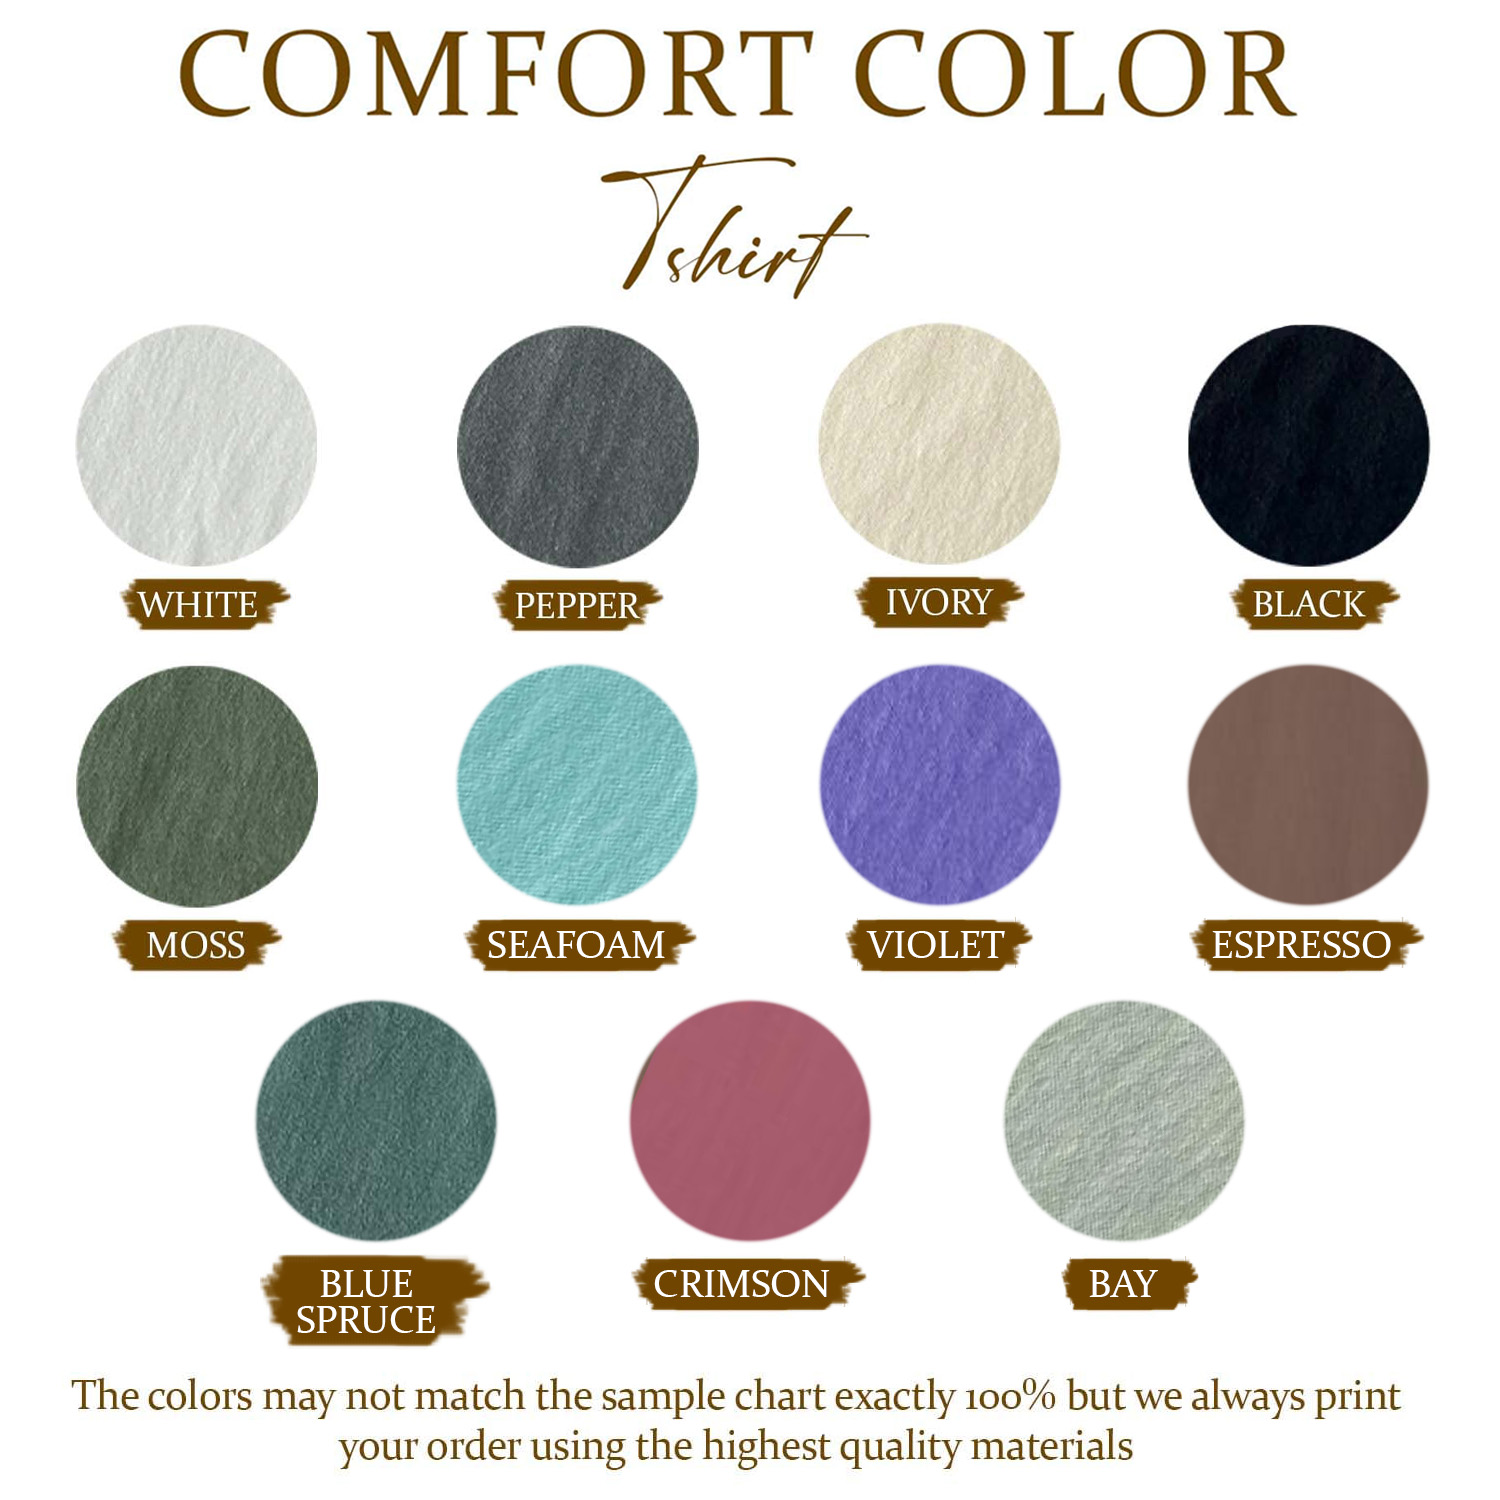 COMFORT COLOR
Tshirt
WHITE
PEPPER
IVORY
BLACK
MOSS
SEAFOAM
VIOLET
ESPRESSO
BLUE
SPRUCE
CRIMSON
BAY
The colors may not match the sample chart exactly 100% but we always print
your order using the highest quality materials